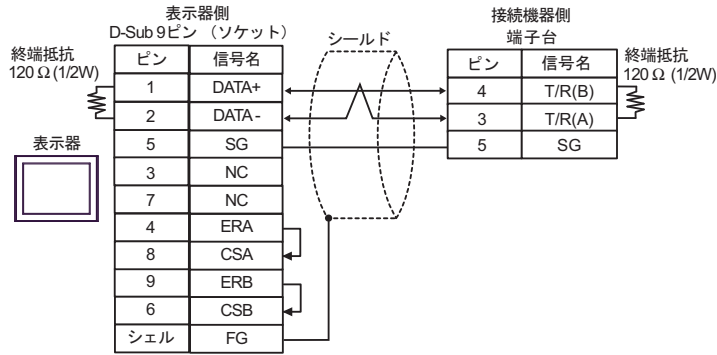 表示器側
D-Sub 9ピン （ソケット）
シールド
接続機器側
端子台
終端抵抗
120 Ω (1/2W)
ピン 信号名
1 DATA+
2 DATA-
5 SG
3 NC
7 NC
4 ERA
8 CSA
9 ERB
6 CSB
シェル FG
表示器
ピン 信号名
4 T/R(B)
3 T/R(A)
5 SG
終端抵抗
120 Ω (1/2W)